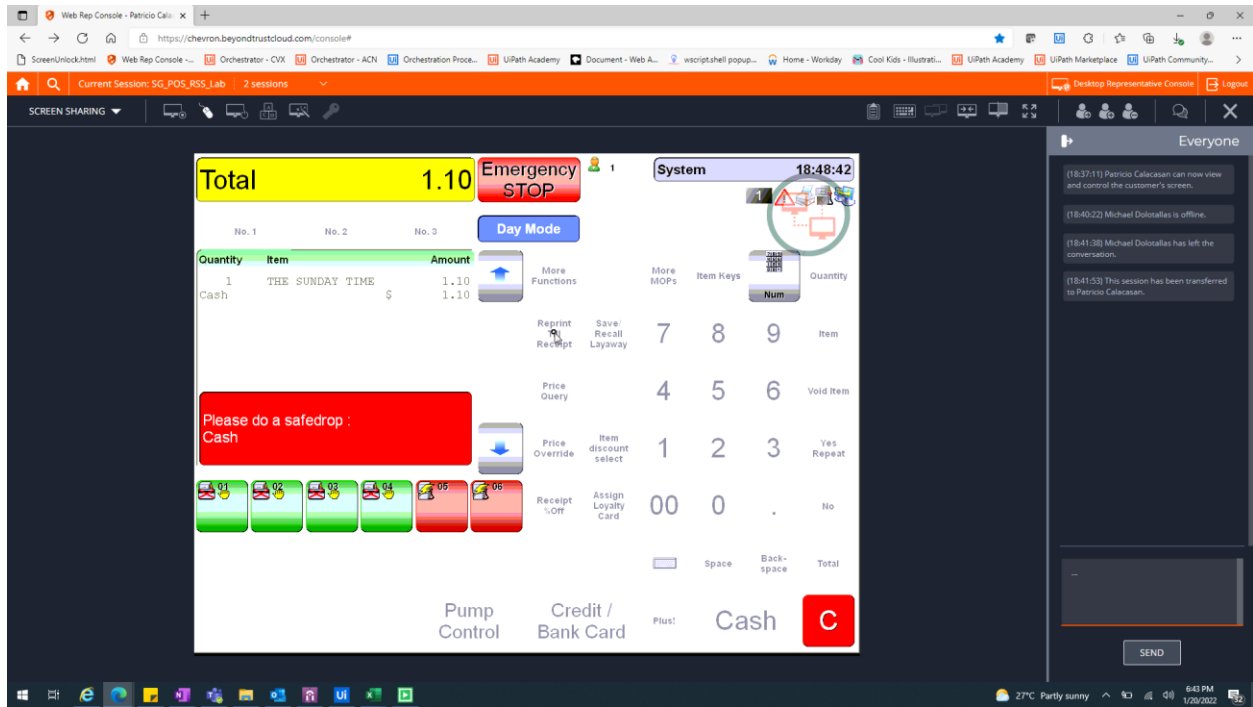 Web Rep Console - Patricio Cala
https://chevron.beyondtrustcloud.com/console#
ScreenUnlock.html
Web Rep Console -...
Orchestrator - CVX
Orchestrator - ACN
Orchestration Proce...
UiPath Academy
Document - Web A...
wscript.shell popup...
Home - Workday
Cool Kids - Illustrati...
UiPath Academy
UiPath Marketplace
UiPath Community...
Current Session: SG_POS_RSS_Lab
2 sessions
Desktop Representative Console
Logout
SCREEN SHARING
Everyone
(18:37:11) Patricio Calacasan can now view
and control the customer's screen.
(18:40:22) Michael Dolotallas is offline.
(18:41:38) Michael Dolotallas has left the
conversation.
(18:41:53) This session has been transferred
to Patricio Calacasan.
...
SEND
Total 1.10
Emergency
STOP
1
System 18:48:42
1
No. 1 No. 2 No. 3
Day Mode
Quantity Item Amount
1 THE SUNDAY TIME 1.10
Cash $ 1.10
More
Functions
More
MOPs
Item Keys
Num
Quantity
Reprint
Receipt
Save/
Recall
Layaway
7 8 9
Item
Price
Query
4 5 6
Void Item
Please do a safedrop :
Cash
Price
Override
Item
discount
select
1 2 3
Yes
Repeat
01 02 03 04 05 06
Receipt
%Off
Assign
Loyalty
Card
00 0 .
No
Space
Back-
space
Total
Pump
Control
Credit /
Bank Card
Plus!
Cash
C
27°C Partly sunny
6:43 PM
1/20/2022